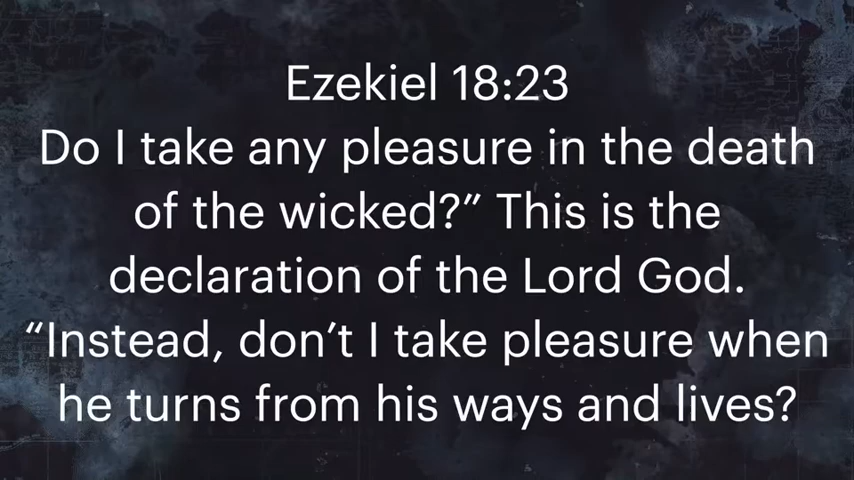 Ezekiel 18:23
Do I take any pleasure in the death
of the wicked?” This is the
declaration of the Lord God.
“Instead, don’t I take pleasure when
he turns from his ways and lives?